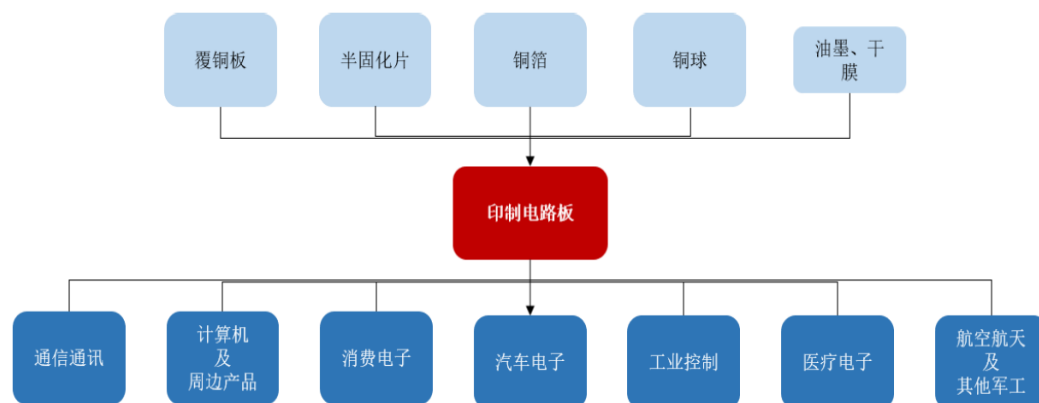 覆铜板
半固化片
铜箔
铜球
油墨、干
膜
印制电路板
通信通讯
计算机
及
周边产品
消费电子
汽车电子
工业控制
医疗电子
航空航天
及
其他军工